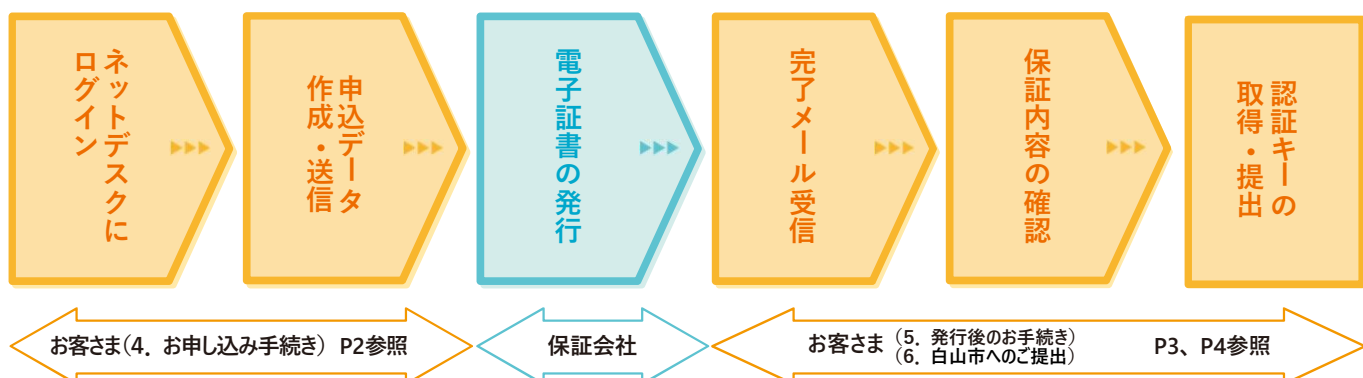 ネットデスクに
ログイン
申込データ
作成・送信
電子証書の発行
完了メール受信
保証内容の確認
認証キーの
取得・提出
お客さま（4．お申し込み手続き） P2参照
保証会社
お客さま（5．発行後のお手続き）
（6．白山市へのご提出）
P3、P4参照